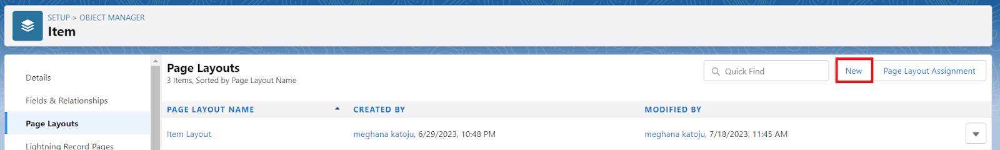 SETUP > OBJECT MANAGER
Item
Details
Fields & Relationships
Page Layouts
Lightning Record Pages
Page Layouts
3 Items, Sorted by Page Layout Name
Quick Find
New
Page Layout Assignment
PAGE LAYOUT NAME CREATED BY MODIFIED BY
Item Layout meghana katoju, 6/29/2023, 10:48 PM meghana katoju, 7/18/2023, 11:45 AM